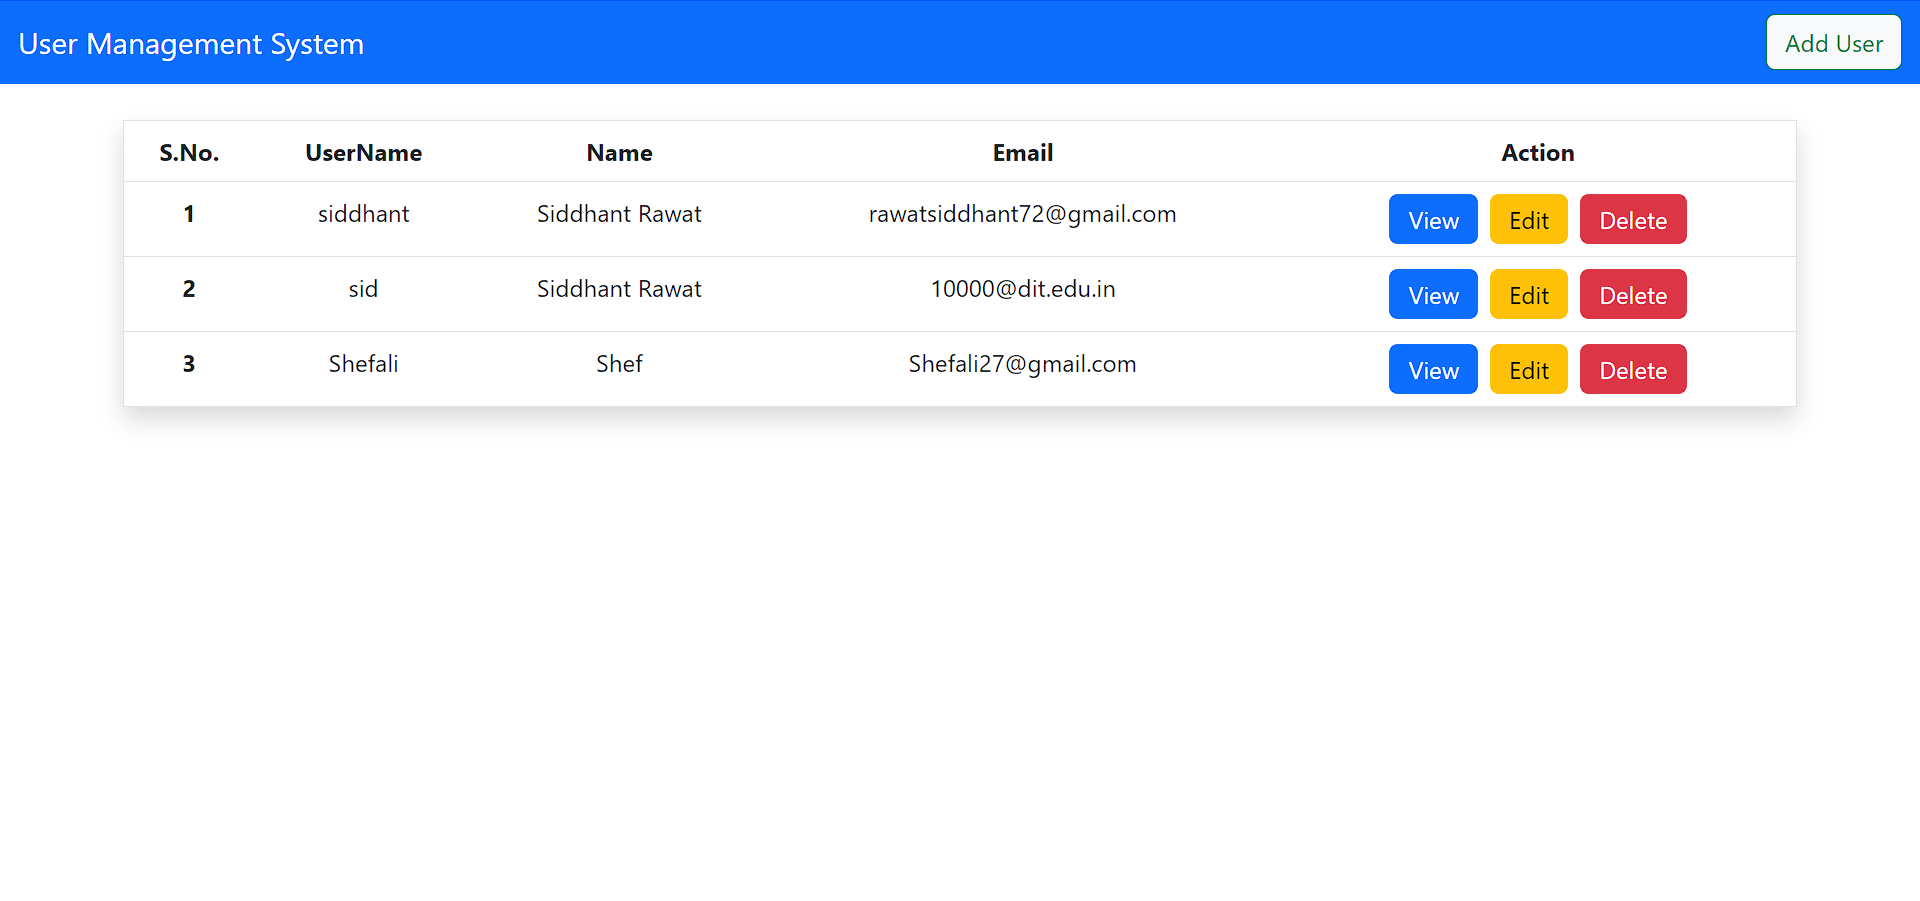 User Management System Add User
S.No. UserName Name Email Action
1 siddhant Siddhant Rawat rawatsiddhant72@gmail.com View Edit Delete
2 sid Siddhant Rawat 10000@dit.edu.in View Edit Delete
3 Shefali Shef Shefali27@gmail.com View Edit Delete